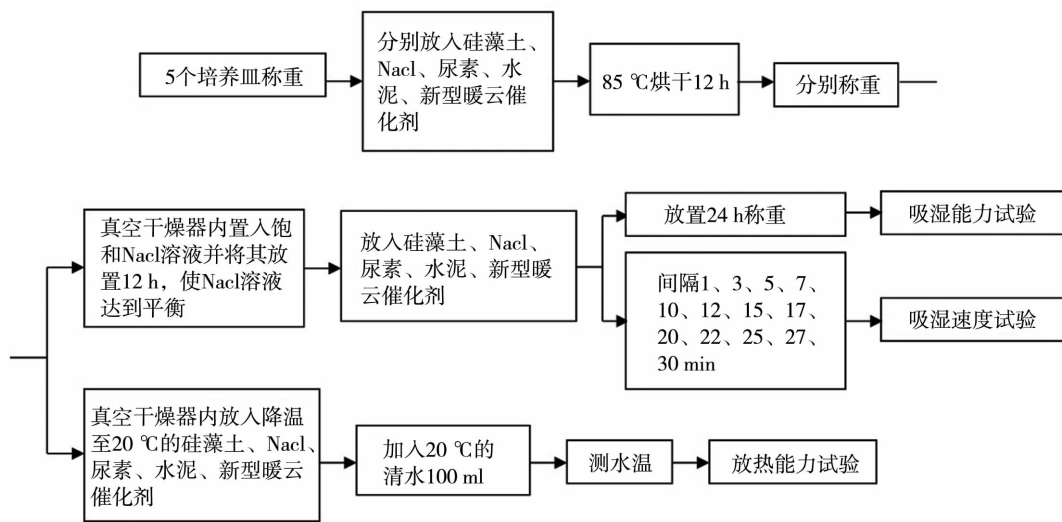 5个培养皿称重
分别放入硅藻土、
Nacl、尿素、水
泥、新型暖云催
化剂
85 ℃烘干12 h
分别称重
真空干燥器内置入饱
和Nacl溶液并将其放
置12 h，使Nacl溶液
达到平衡
放入硅藻土、Nacl、
尿素、水泥、新型暖
云催化剂
放置24 h称重
吸湿能力试验
间隔1、3、5、7、
10、12、15、17、
20、22、25、27、
30 min
吸湿速度试验
真空干燥器内放入降温
至20 ℃的硅藻土、Nacl、
尿素、水泥、新型暖云
催化剂
加入20 ℃的
清水100 ml
测水温
放热能力试验